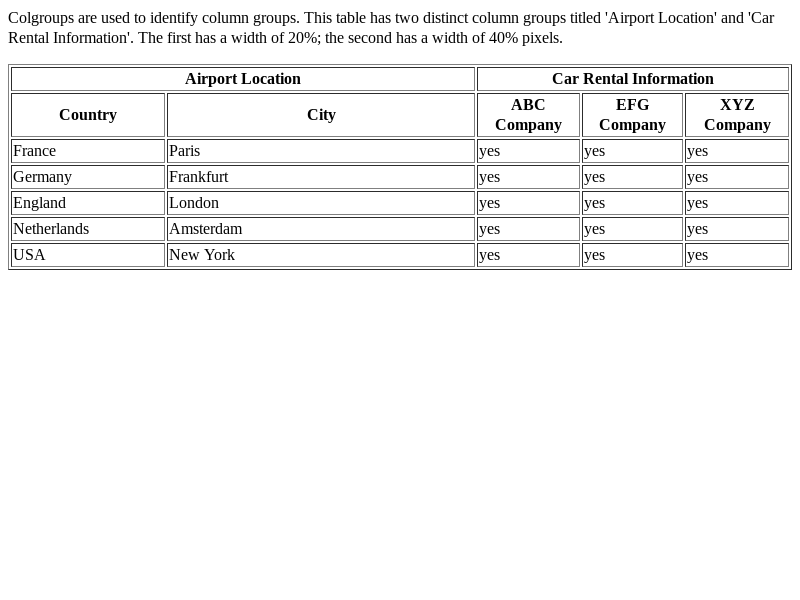 Colgroups are used to identify column groups. This table has two distinct column groups titled 'Airport Location' and 'Car
Rental Information'. The first has a width of 20%; the second has a width of 40% pixels.
Airport Location Car Rental Information
Country City ABC Company EFG Company XYZ Company
France Paris yes yes yes
Germany Frankfurt yes yes yes
England London yes yes yes
Netherlands Amsterdam yes yes yes
USA New York yes yes yes